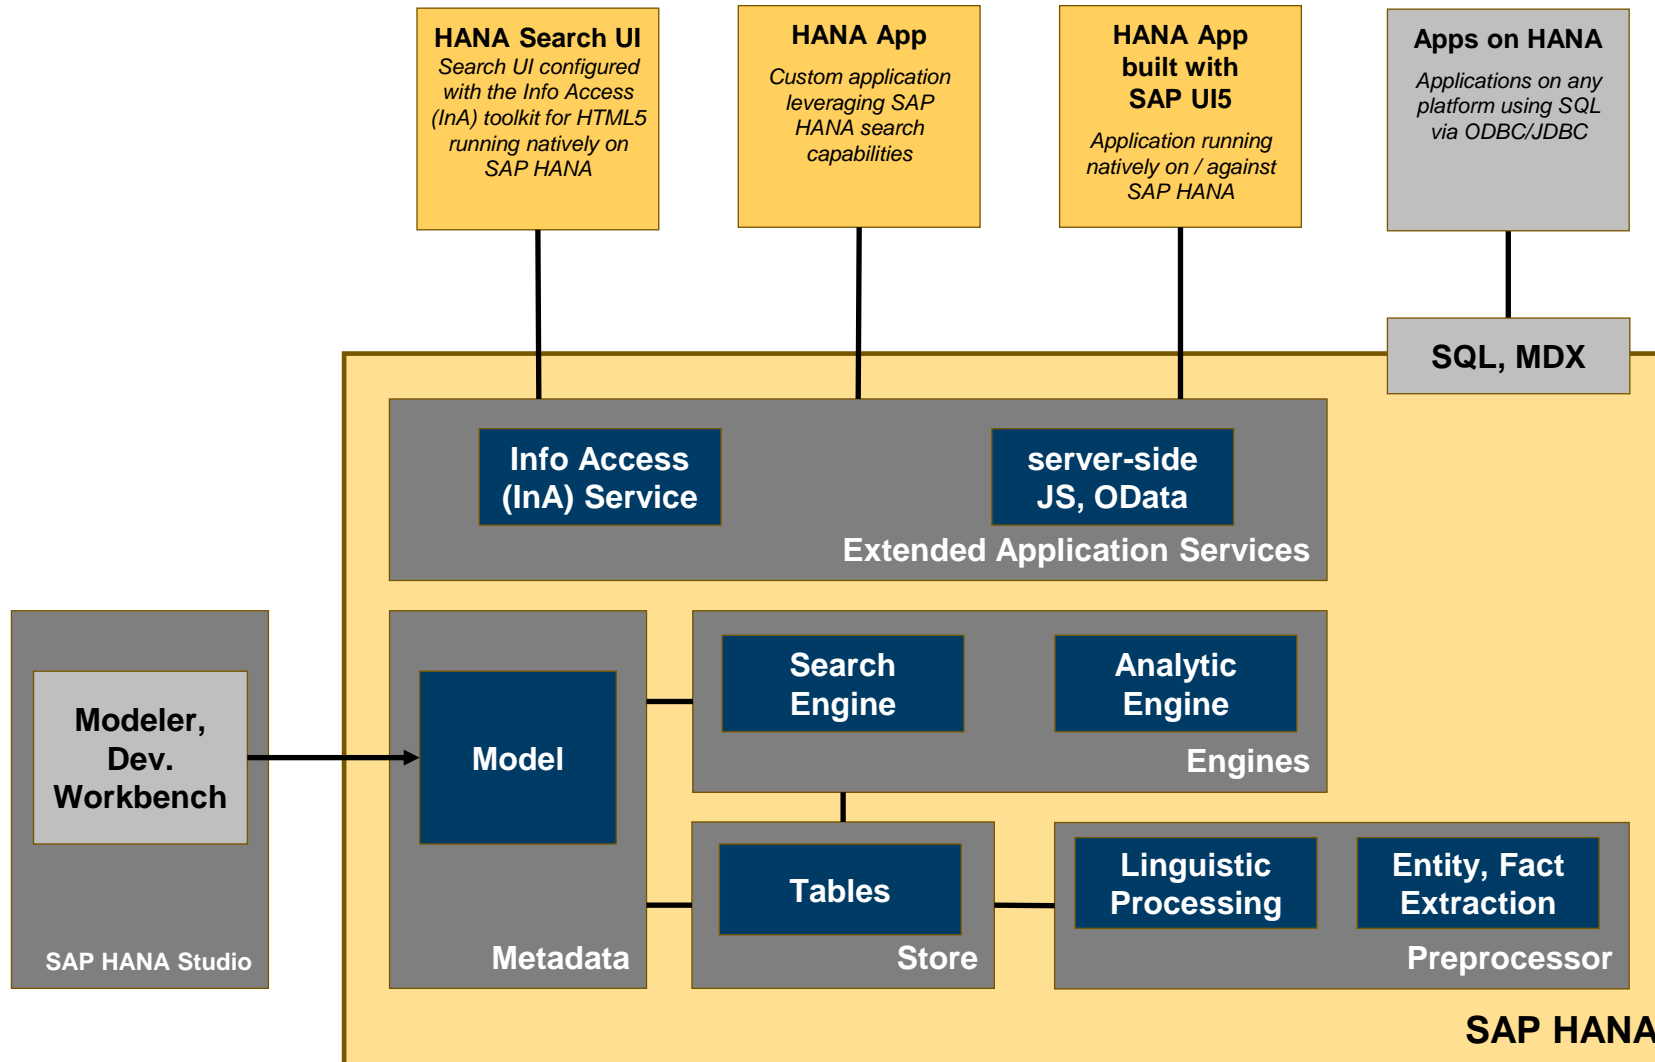 HANA Search UI
Search UI configured
with the Info Access
(InA) toolkit for HTML5
running natively on
SAP HANA
HANA App
Custom application
leveraging SAP
HANA search
capabilities
HANA App
built with
SAP UI5
Application running
natively on / against
SAP HANA
Apps on HANA
Applications on any
platform using SQL
via ODBC/JDBC
SQL, MDX
Info Access
(InA) Service
server-side
JS, OData
Extended Application Services
Modeler,
Dev.
Workbench
SAP HANA Studio
Model
Metadata
Search
Engine
Analytic
Engine
Engines
Tables
Store
Linguistic
Processing
Entity, Fact
Extraction
Preprocessor
SAP HANA